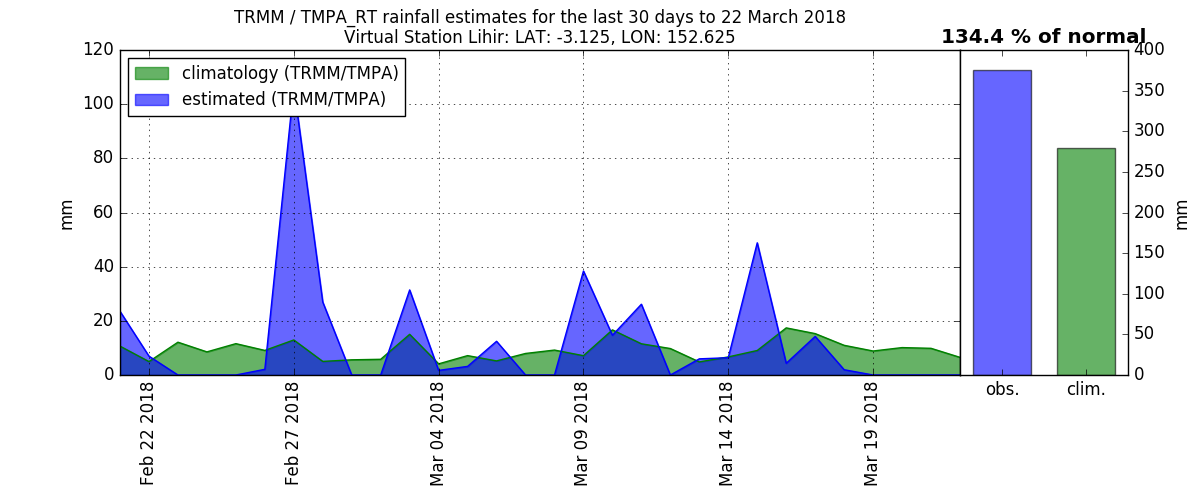 TRMM / TMPA_RT rainfall estimates for the last 30 days to 22 March 2018
Virtual Station Lihir: LAT: -3.125, LON: 152.625
134.4 % of normal
climatology (TRMM/TMPA)
estimated (TRMM/TMPA)
120
100
80
60
40
20
0
mm
Feb 22 2018
Feb 27 2018
Mar 04 2018
Mar 09 2018
Mar 14 2018
Mar 19 2018
400
350
300
250
200
150
100
50
0
mm
obs.
clim.